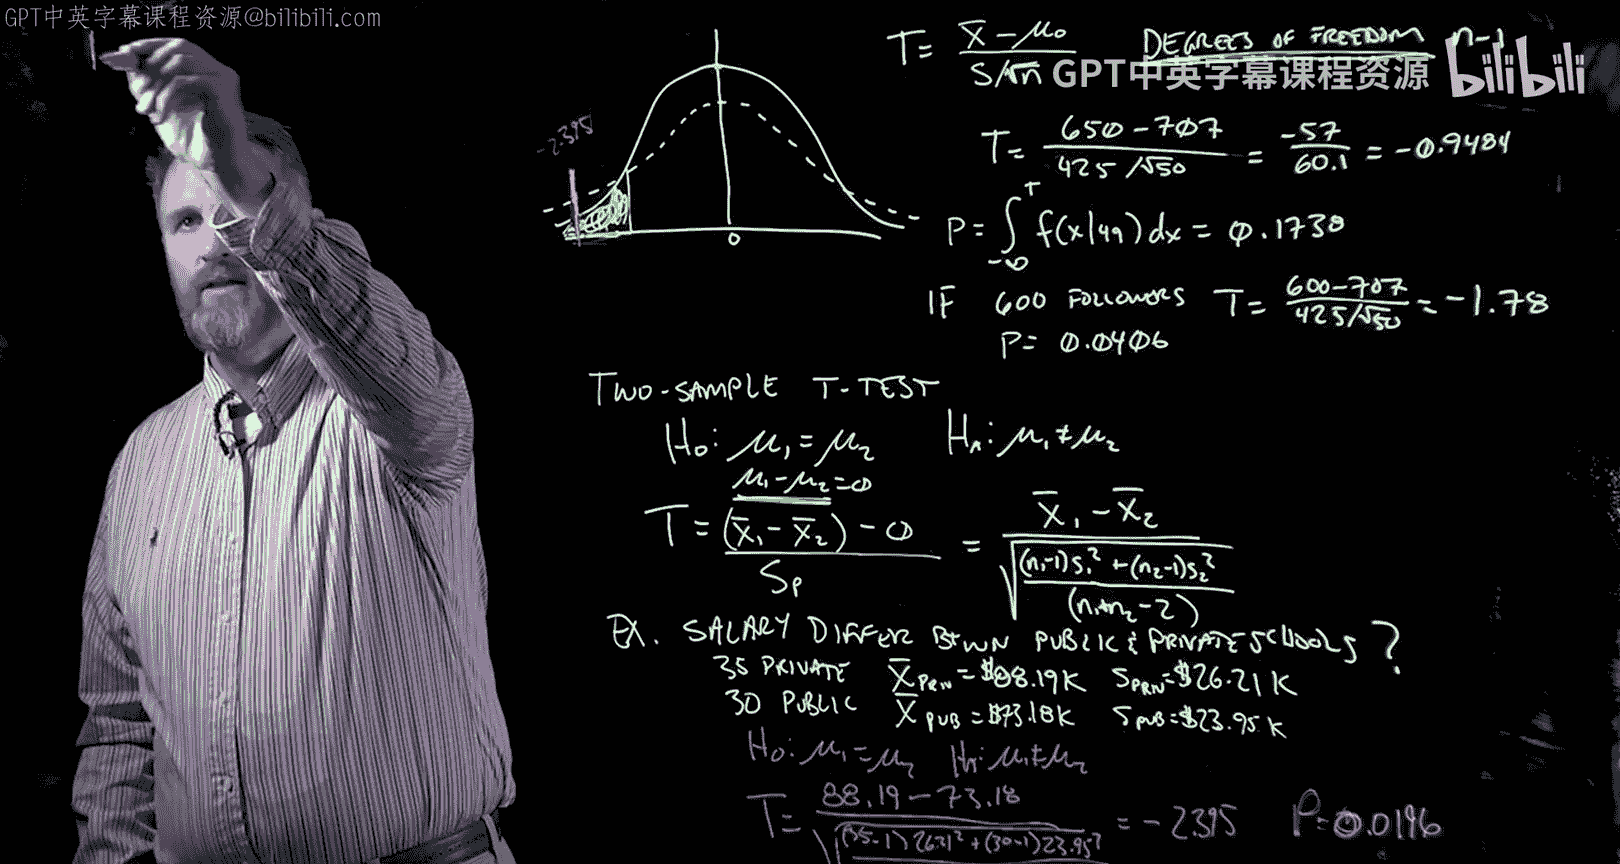 GPT中英字幕课程资源@bilibili.com
T = (x̄ - μ₀) / (S/√n) DEGREES OF FREEDOM n-1
GPT中英字幕课程资源 bilibili
-2.395
0
T = (650 - 707) / (425/√50) = -57 / 60.1 = -0.9484
P = ∫_{-∞}^{T} f(x|49) dx = 0.1738
IF 600 FOLLOWERS T = (600-707) / (425/√50) = -1.78
P = 0.0406
TWO-SAMPLE T-TEST
H₀: μ₁ = μ₂ Hₐ: μ₁ ≠ μ₂
μ₁ - μ₂ = 0
T = ((x̄₁ - x̄₂) - 0) / Sp = (x̄₁ - x̄₂) / √(((n₁-1)s₁² + (n₂-1)s₂²) / (n₁+n₂-2))
EX. SALARY DIFFER BTWN PUBLIC & PRIVATE SCHOOLS?
35 PRIVATE x̄ PRIV = $88.19K S PRIV = $26.21K
30 PUBLIC x̄ PUB = $73.18K S PUB = $23.95K
H₀: μ₁ = μ₂ Hₐ: μ₁ ≠ μ₂
T = (88.19 - 73.18) / √((35-1)26.21² + (30-1)23.95² = -2.395 P = 0.0196